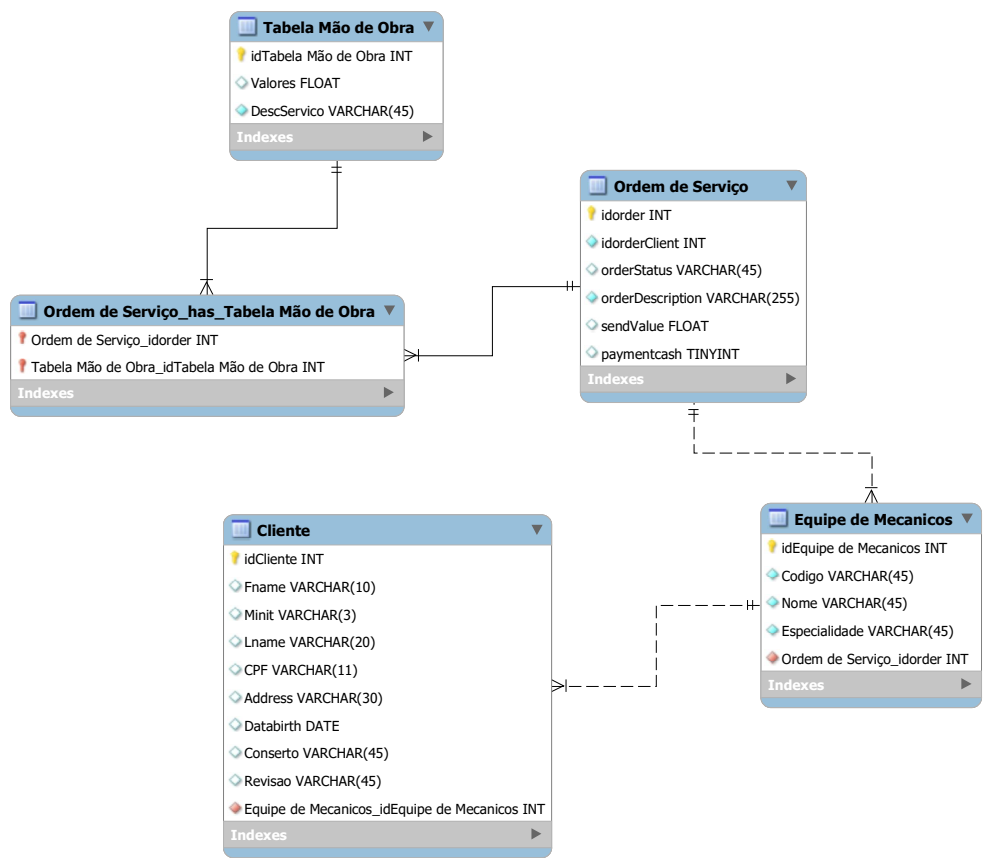 Tabela Mão de Obra
idTabela Mão de Obra INT
Valores FLOAT
DescServico VARCHAR(45)
Indexes
Ordem de Serviço
idorder INT
idorderClient INT
orderStatus VARCHAR(45)
orderDescription VARCHAR(255)
sendValue FLOAT
paymentcash TINYINT
Indexes
Ordem de Serviço_has_Tabela Mão de Obra
Ordem de Serviço_idorder INT
Tabela Mão de Obra_idTabela Mão de Obra INT
Indexes
Equipe de Mecanicos
idEquipe de Mecanicos INT
Codigo VARCHAR(45)
Nome VARCHAR(45)
Especialidade VARCHAR(45)
Ordem de Serviço_idorder INT
Indexes
Cliente
idCliente INT
Fname VARCHAR(10)
Minit VARCHAR(3)
Lname VARCHAR(20)
CPF VARCHAR(11)
Address VARCHAR(30)
Databirth DATE
Conserto VARCHAR(45)
Revisao VARCHAR(45)
Equipe de Mecanicos_idEquipe de Mecanicos INT
Indexes